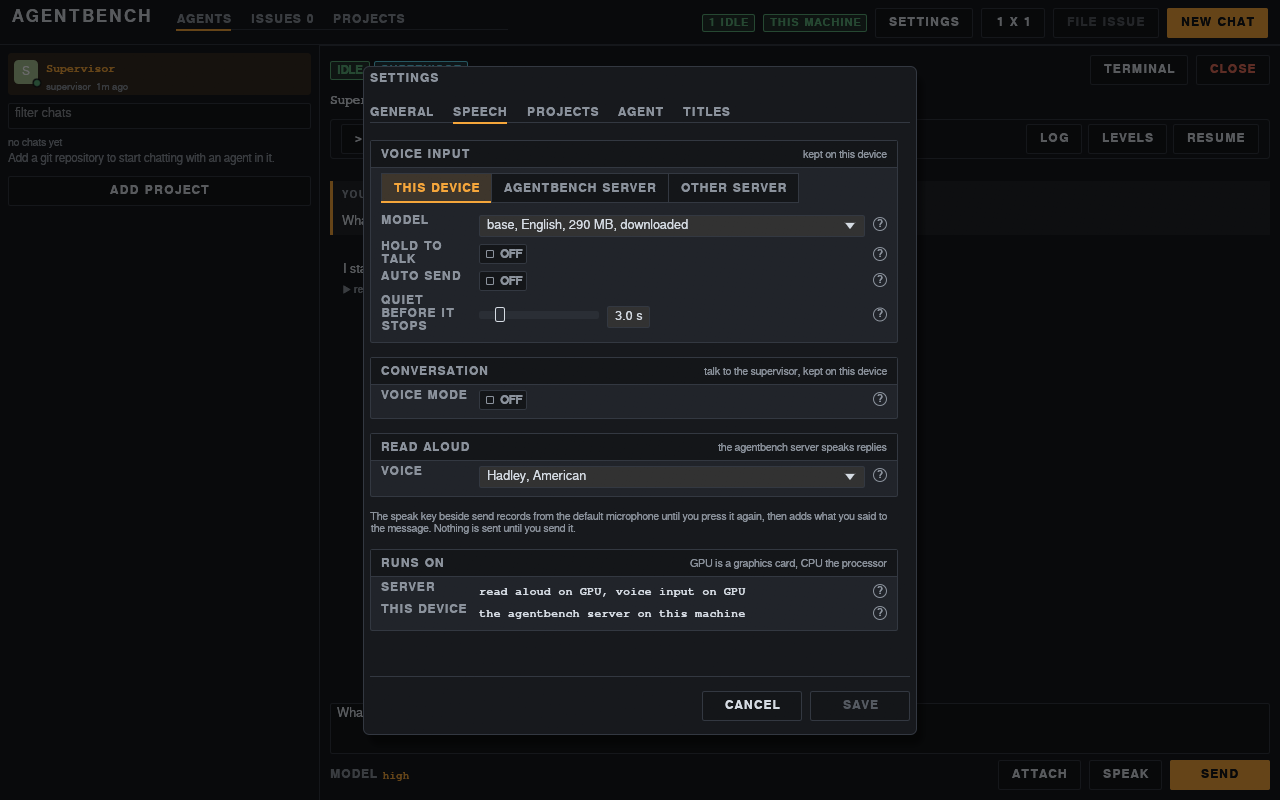 AGENTBENCH
AGENTS
ISSUES 0
PROJECTS
1 IDLE
THIS MACHINE
SETTINGS
1 X 1
FILE ISSUE
NEW CHAT
S
Supervisor
supervisor 1m ago
filter chats
no chats yet
Add a git repository to start chatting with an agent in it.
ADD PROJECT
IDLE
TERMINAL
CLOSE
Super
>
LOG
LEVELS
RESUME
YOU
Wha
I sta
▶ re
SETTINGS
GENERAL
SPEECH
PROJECTS
AGENT
TITLES
VOICE INPUT
kept on this device
THIS DEVICE
AGENTBENCH SERVER
OTHER SERVER
MODEL
base, English, 290 MB, downloaded
?
HOLD TO
TALK
OFF
?
AUTO SEND
OFF
?
QUIET
BEFORE IT
STOPS
3.0 s
?
CONVERSATION
talk to the supervisor, kept on this device
VOICE MODE
OFF
?
READ ALOUD
the agentbench server speaks replies
VOICE
Hadley, American
?
The speak key beside send records from the default microphone until you press it again, then adds what you said to
the message. Nothing is sent until you send it.
RUNS ON
GPU is a graphics card, CPU the processor
SERVER
read aloud on GPU, voice input on GPU
?
THIS DEVICE
the agentbench server on this machine
?
CANCEL
SAVE
Wha
MODEL high
ATTACH
SPEAK
SEND